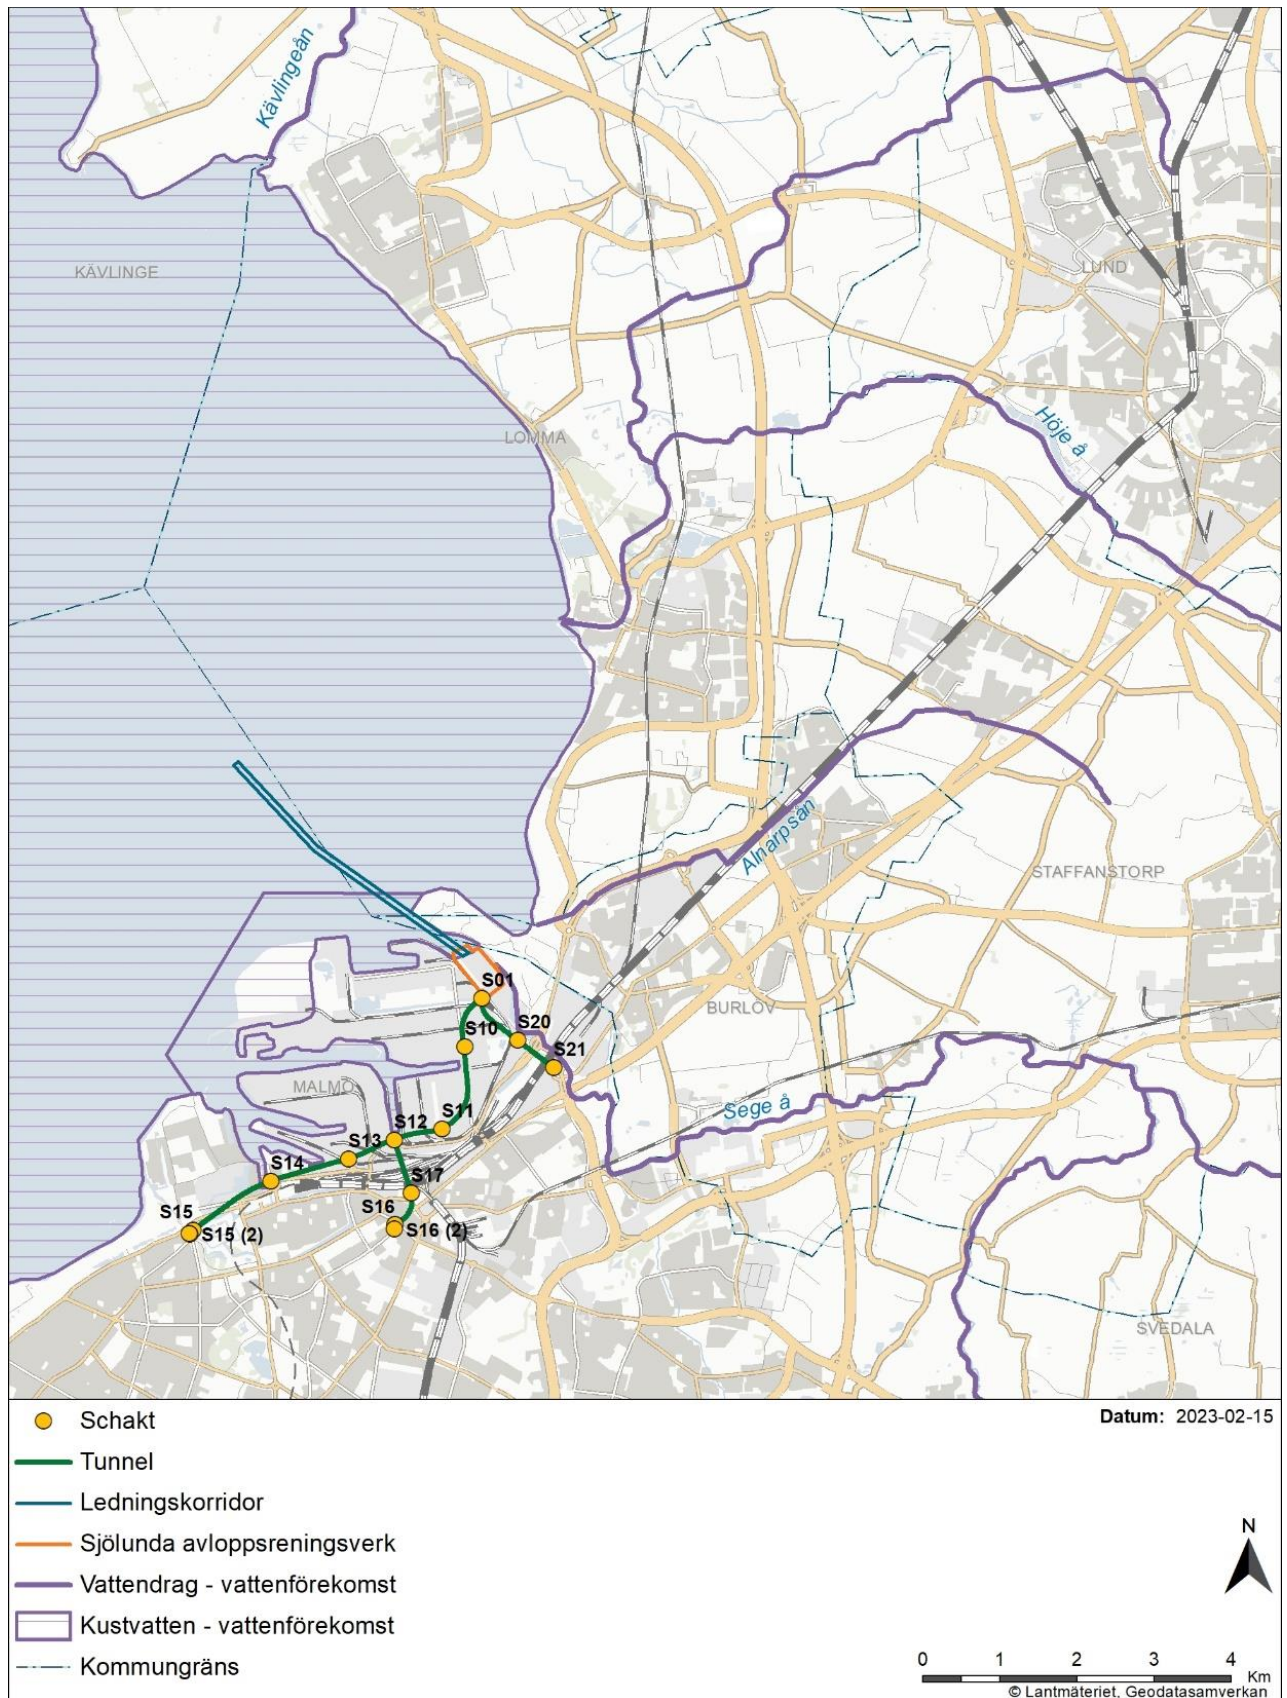 Kävlingeån
KÄVLINGE
LUND
LOMMA
Höje å
Alnarpsån
STAFFANSTORP
S01
BURLÖV
S20
S10
S21
MALMÖ
Sege å
S11
S12
S13
S14
S17
S16
S15
S15 (2)
S16 (2)
SVEDALA
Schakt
Datum: 2023-02-15
Tunnel
Ledningskorridor
Sjölunda avloppsreningsverk
N
Vattendrag - vattenförekomst
Kustvatten - vattenförekomst
Kommungräns
0 1 2 3 4
Km
© Lantmäteriet, Geodatasamverkan